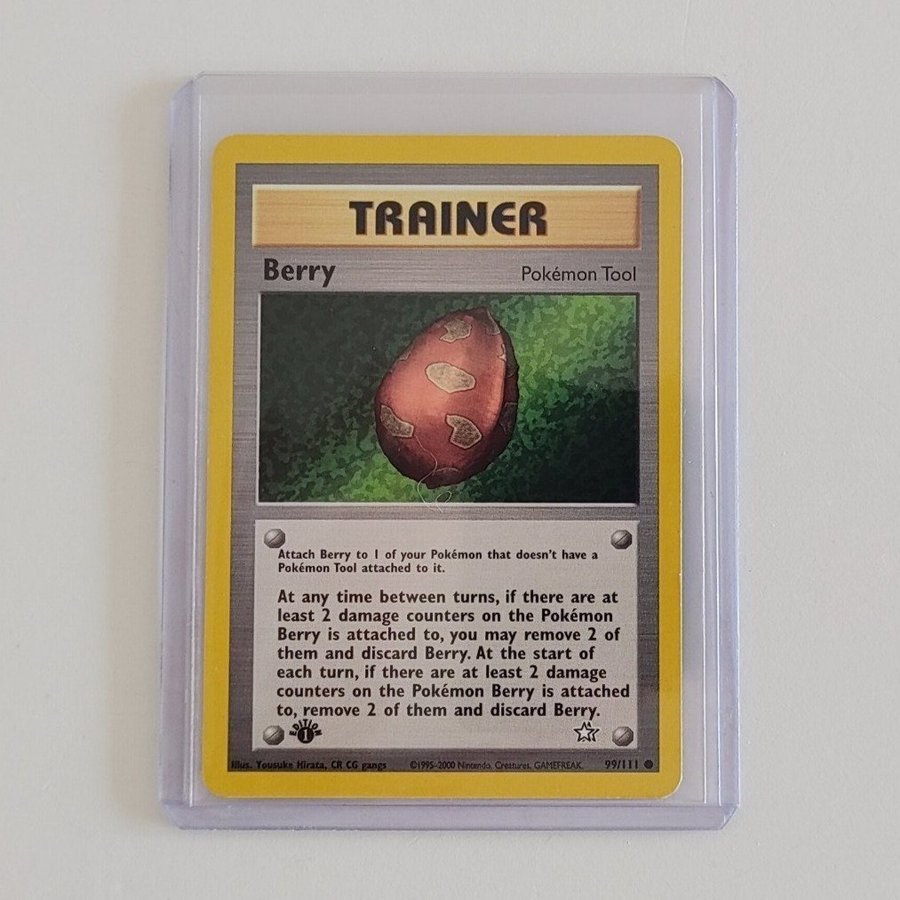 TRAINER
Berry
Pokémon Tool
Attach Berry to 1 of your Pokémon that doesn't have a
Pokémon Tool attached to it.
At any time between turns, if there are at
least 2 damage counters on the Pokémon
Berry is attached to, you may remove 2 of
them and discard Berry. At the start of
each turn, if there are at least 2 damage
counters on the Pokémon Berry is attached
to, remove 2 of them and discard Berry.
EDITION
1
Illus. Yousuke Hirata, CR CG gangs
©1995-2000 Nintendo, Creatures, GAMEFREAK.
99/111